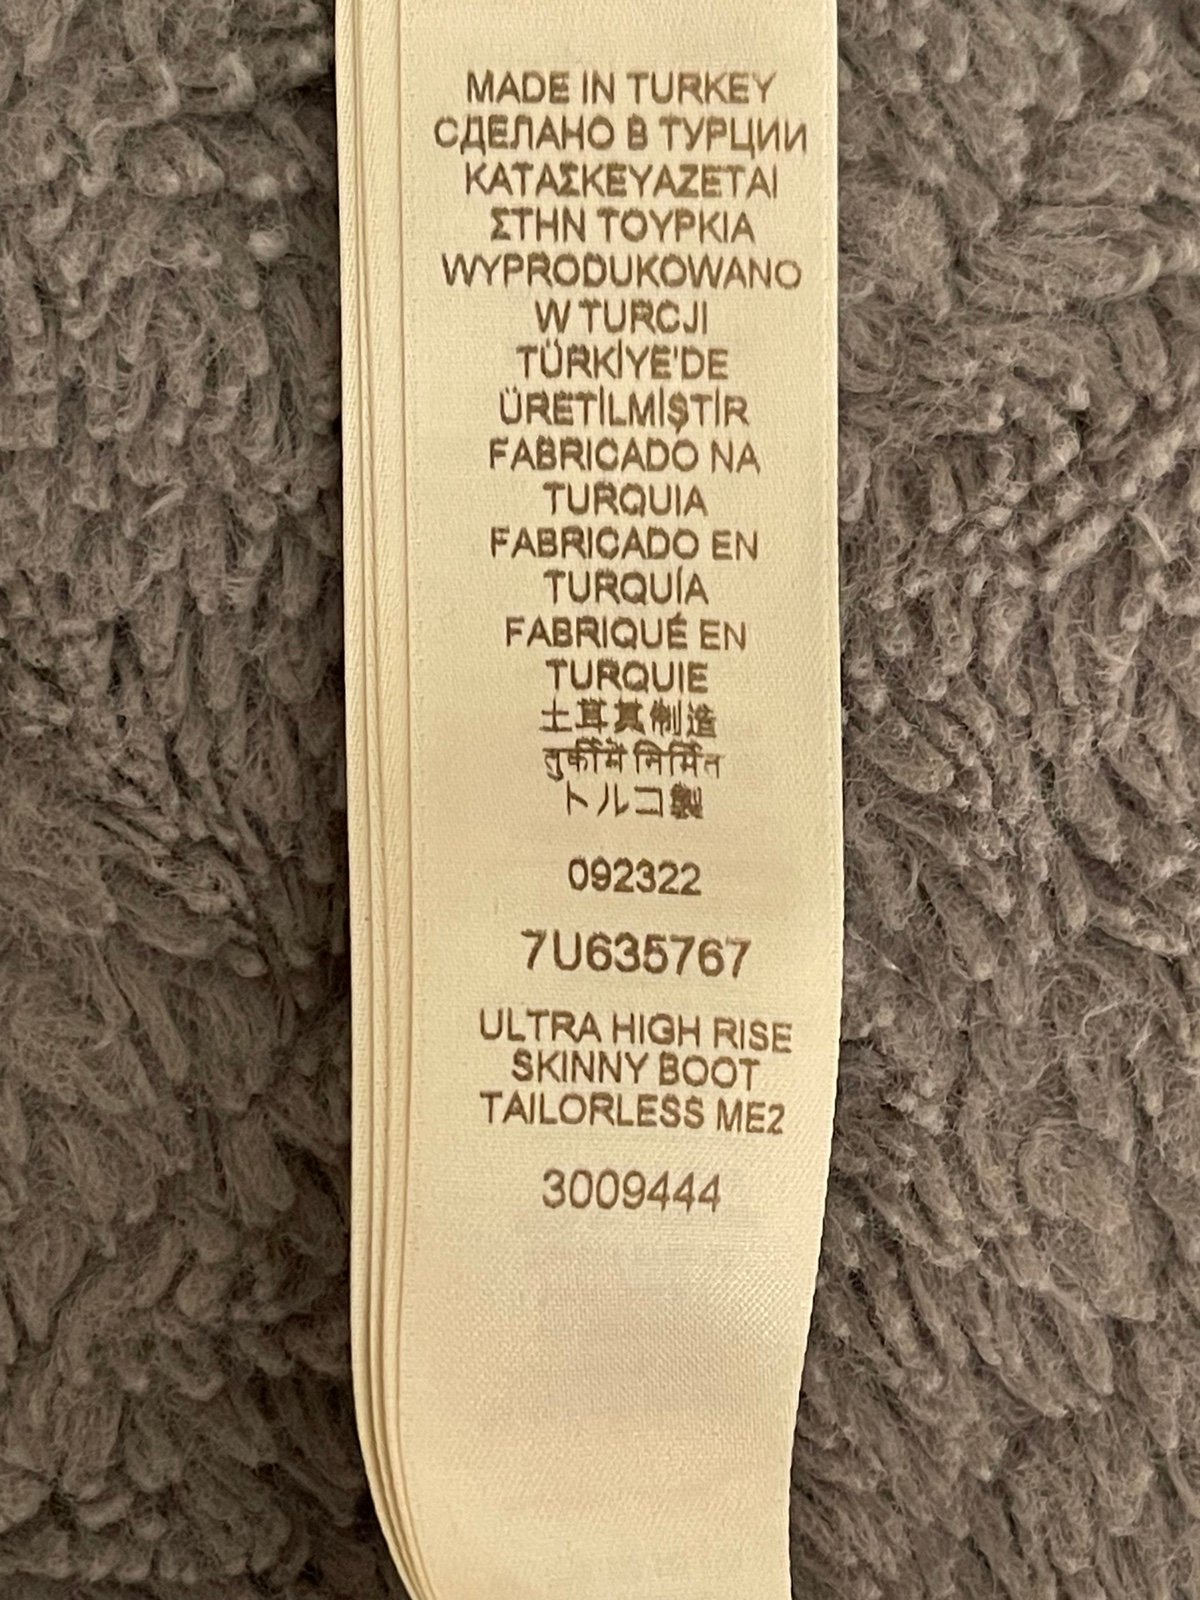 MADE IN TURKEY
СДЕЛАНО В ТУРЦИИ
ΚΑΤΑΣΚΕΥΑΖΕΤΑΙ
ΣΤΗΝ ΤΟΥΡΚΙΑ
WYPRODUKOWANO
W TURCJI
TÜRKİYE'DE
ÜRETİLMİŞTİR
FABRICADO NA
TURQUIA
FABRICADO EN
TURQUÍA
FABRIQUÉ EN
TURQUIE
土耳其制造
तुर्की में निर्मित
トルコ製
092322
7U635767
ULTRA HIGH RISE
SKINNY BOOT
TAILORLESS ME2
3009444